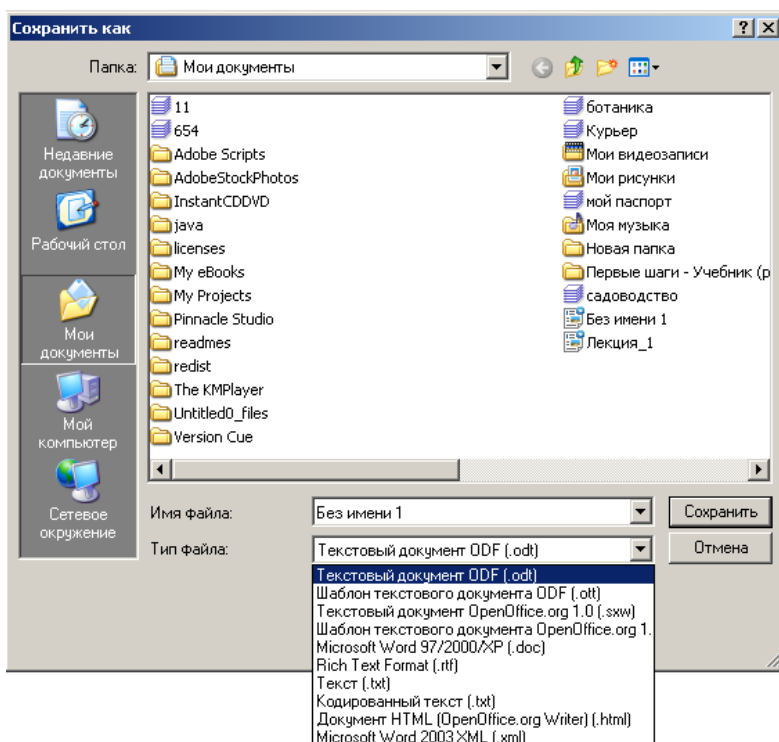 Сохранить как
Папка:
Мои документы
Недавние
документы
Рабочий стол
Мои
документы
Мой
компьютер
Сетевое
окружение
11
654
Adobe Scripts
AdobeStockPhotos
InstantCDDVD
java
licenses
My eBooks
My Projects
Pinnacle Studio
readmes
redist
The KMPlayer
Untitled0_files
Version Cue
ботаника
Курьер
Мои видеозаписи
Мои рисунки
мой паспорт
Моя музыка
Новая папка
Первые шаги - Учебник (р
садоводство
Без имени 1
Лекция_1
Имя файла:
Без имени 1
Сохранить
Тип файла:
Текстовый документ ODF (.odt)
Отмена
Текстовый документ ODF (.odt)
Шаблон текстового документа ODF (.ott)
Текстовый документ OpenOffice.org 1.0 (.sxw)
Шаблон текстового документа OpenOffice.org 1.
Microsoft Word 97/2000/XP (.doc)
Rich Text Format (.rtf)
Текст (.txt)
Кодированный текст (.txt)
Документ HTML (OpenOffice.org Writer) (.html)
Microsoft Word 2003 XML (.xml)